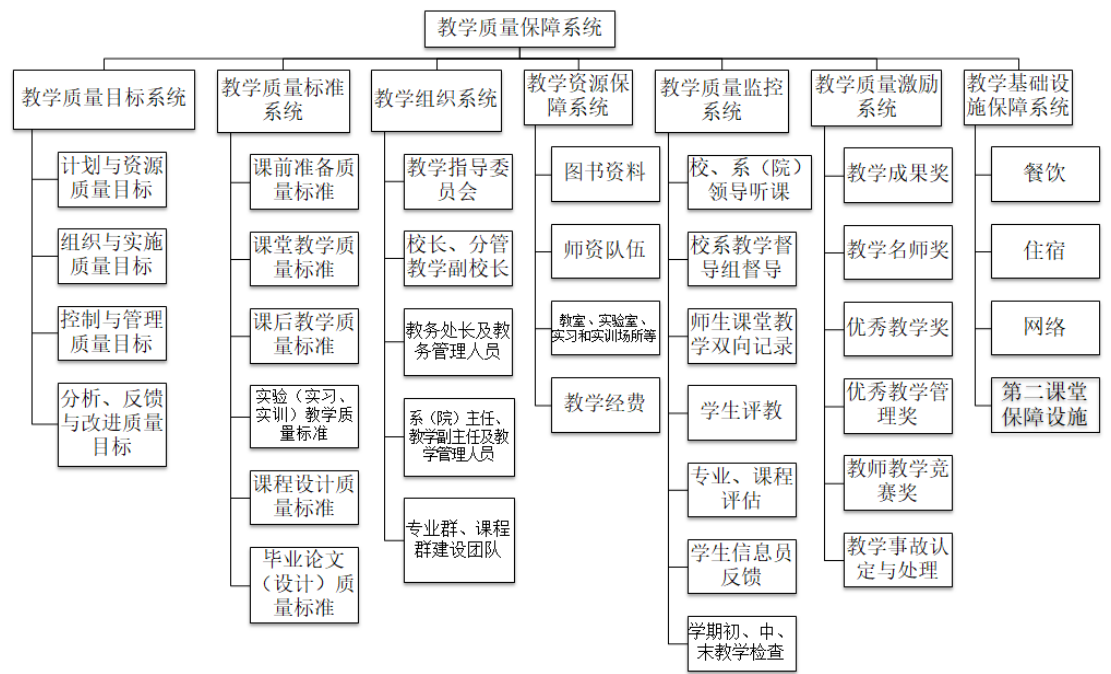 教学质量保障系统
教学质量目标系统
计划与资源
质量目标
组织与实施
质量目标
控制与管理
质量目标
分析、反馈
与改进质量
目标
教学质量标准
系统
课前准备质
量标准
课堂教学质
量标准
课后教学质
量标准
实验（实习、
实训）教学质
量标准
课程设计质
量标准
毕业论文
（设计）质
量标准
教学组织系统
教学指导委
员会
校长、分管
教学副校长
教务处长及教
务管理人员
系（院）主任、
教学副主任及教
学管理人员
专业群、课程
群建设团队
教学资源保
障系统
图书资料
师资队伍
教室、实验室、
实习和实训场所等
教学经费
教学质量监控
系统
校、系（院）
领导听课
校系教学督
导组督导
师生课堂教
学双向记录
学生评教
专业、课程
评估
学生信息员
反馈
学期初、中、
末教学检查
教学质量激励
系统
教学成果奖
教学名师奖
优秀教学奖
优秀教学管
理奖
教师教学竞
赛奖
教学事故认
定与处理
教学基础设
施保障系统
餐饮
住宿
网络
第二课堂
保障设施